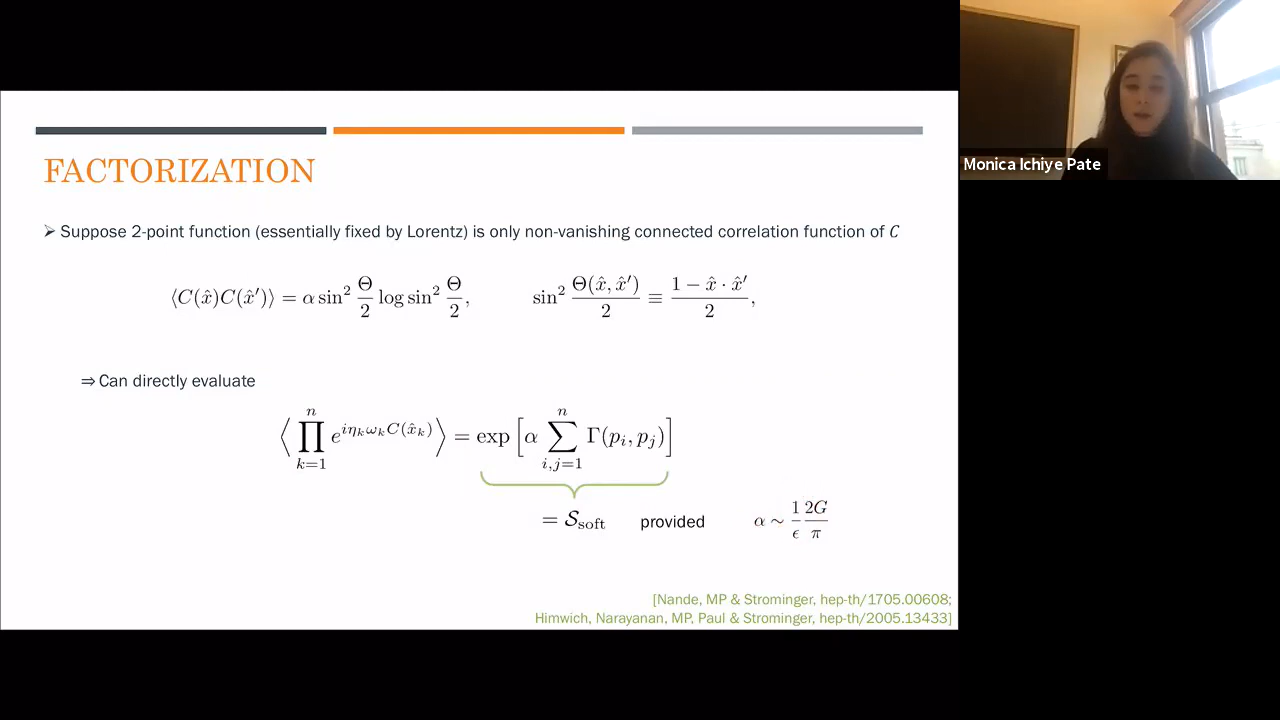 FACTORIZATION
➢ Suppose 2-point function (essentially fixed by Lorentz) is only non-vanishing connected correlation function of C
⟨C(x̂)C(x̂′)⟩ = α sin² Θ/2 log sin² Θ/2, sin² Θ(x̂, x̂′)/2 ≡ (1 − x̂ · x̂′)/2,
⇒ Can directly evaluate
⟨∏_{k=1}^{n} e^{iη_k ω_k C(x̂_k)}⟩ = exp[α ∑_{i,j=1}^{n} Γ(p_i, p_j)]
= 𝒮_soft provided α ∼ 1/ϵ 2G/π
[Nande, MP & Strominger, hep-th/1705.00608;
Himwich, Narayanan, MP, Paul & Strominger, hep-th/2005.13433]
Monica Ichiye Pate